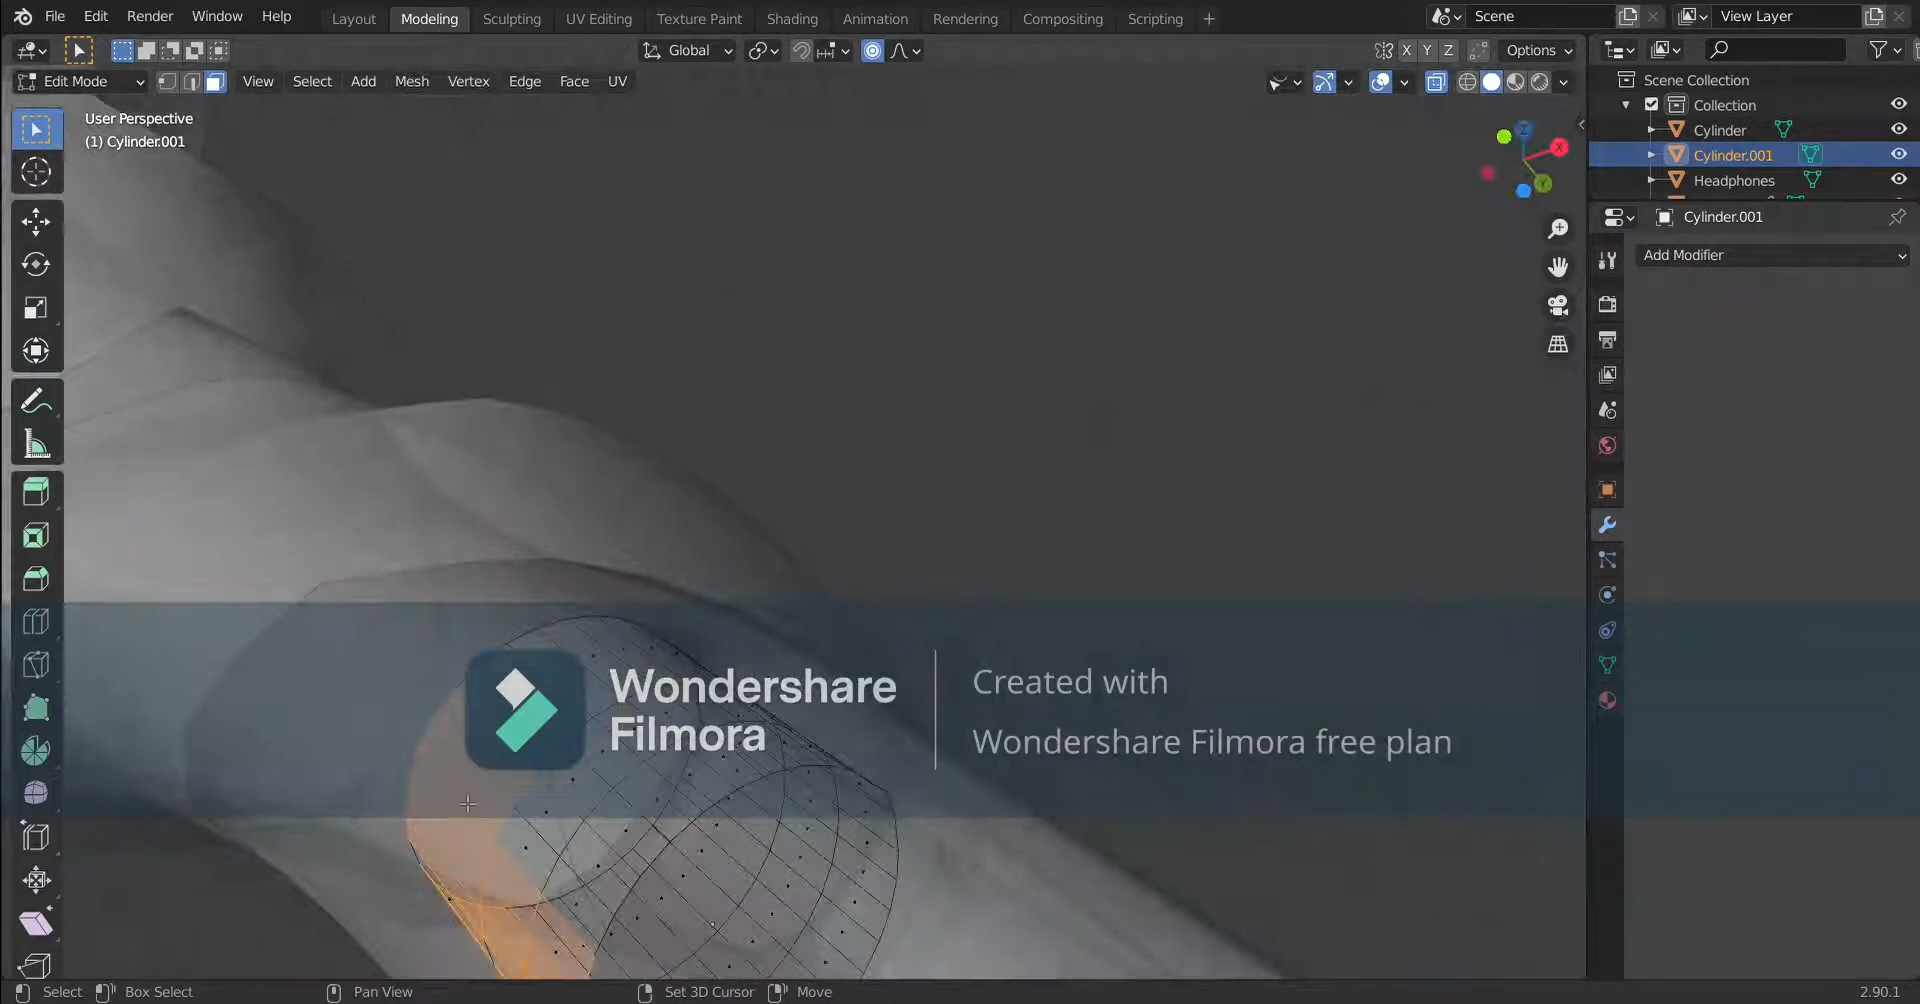 File Edit Render Window Help Layout Modeling Sculpting UV Editing Texture Paint Shading Animation Rendering Compositing Scripting + Scene View Layer
Global X Y Z Options
Edit Mode View Select Add Mesh Vertex Edge Face UV
Scene Collection
Collection
Cylinder
Cylinder.001
Headphones
User Perspective
(1) Cylinder.001
Z
X
Y
Cylinder.001
Add Modifier
Wondershare
Filmora
Created with
Wondershare Filmora free plan
Select Box Select Pan View Set 3D Cursor Move 2.90.1